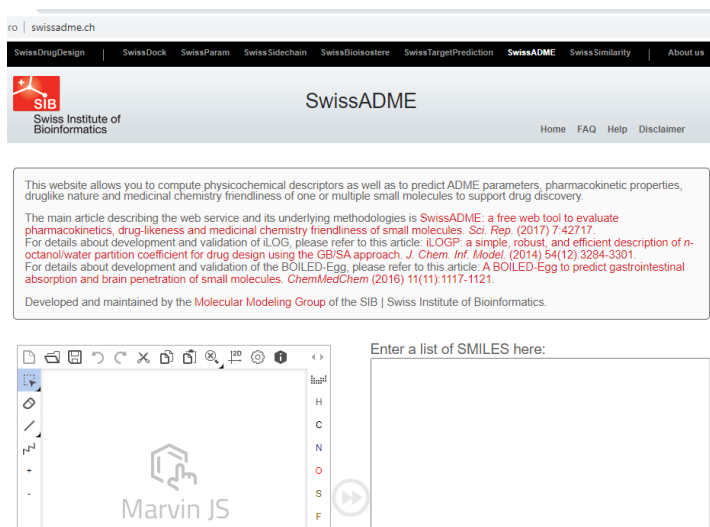 ro | swissadme.ch
SwissDrugDesign | SwissDock SwissParam SwissSidechain SwissBioisostere SwissTargetPrediction SwissADME SwissSimilarity | About us
SIB
Swiss Institute of
Bioinformatics
SwissADME
Home FAQ Help Disclaimer
This website allows you to compute physicochemical descriptors as well as to predict ADME parameters, pharmacokinetic properties,
druglike nature and medicinal chemistry friendliness of one or multiple small molecules to support drug discovery.
The main article describing the web service and its underlying methodologies is SwissADME: a free web tool to evaluate
pharmacokinetics, drug-likeness and medicinal chemistry friendliness of small molecules. Sci. Rep. (2017) 7:42717.
For details about development and validation of iLOG, please refer to this article: iLOGP: a simple, robust, and efficient description of n-
octanol/water partition coefficient for drug design using the GB/SA approach. J. Chem. Inf. Model. (2014) 54(12):3284-3301.
For details about development and validation of the BOILED-Egg, please refer to this article: A BOILED-Egg to predict gastrointestinal
absorption and brain penetration of small molecules. ChemMedChem (2016) 11(11):1117-1121.
Developed and maintained by the Molecular Modeling Group of the SIB | Swiss Institute of Bioinformatics.
Enter a list of SMILES here:
2D
H
C
N
O
S
F
Marvin JS